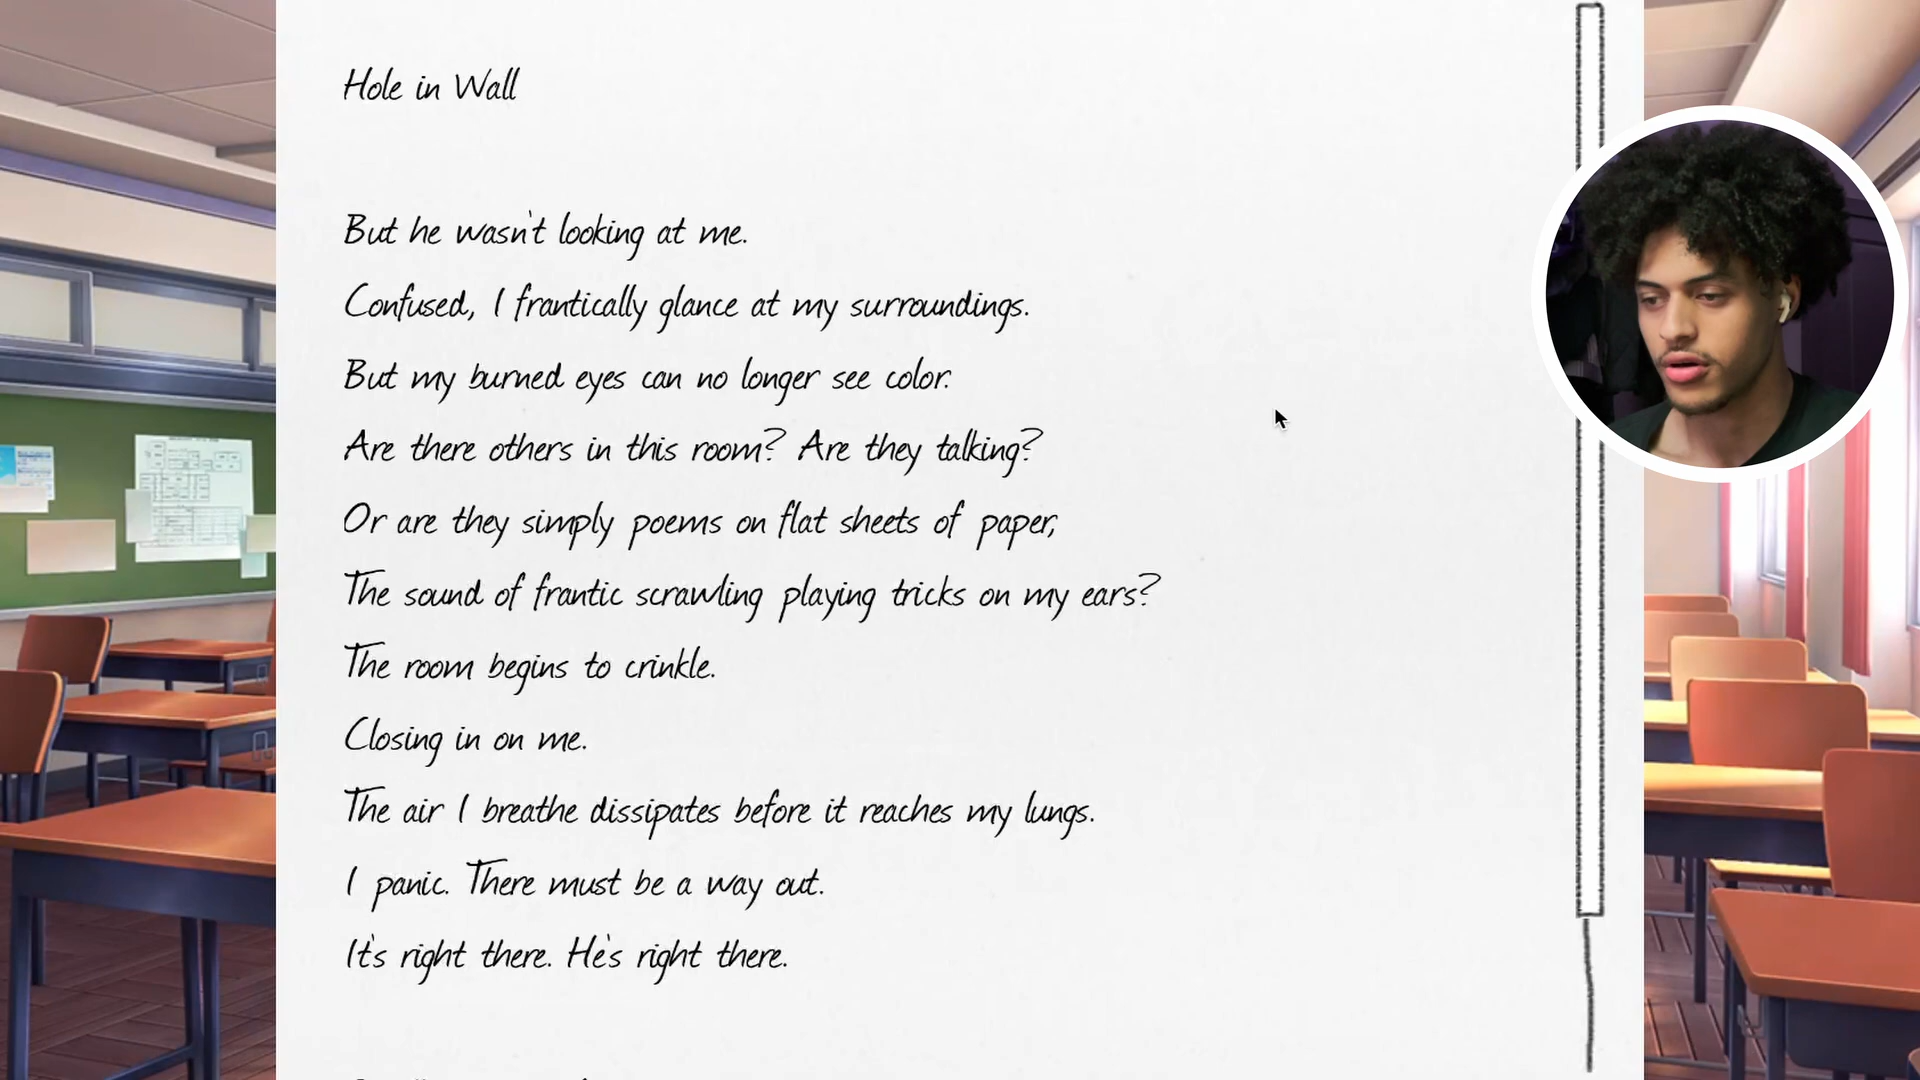 Hole in Wall
But he wasn't looking at me.
Confused, I frantically glance at my surroundings.
But my burned eyes can no longer see color.
Are there others in this room? Are they talking?
Or are they simply poems on flat sheets of paper,
The sound of frantic scrawling playing tricks on my ears?
The room begins to crinkle.
Closing in on me.
The air I breathe dissipates before it reaches my lungs.
I panic. There must be a way out.
It's right there. He's right there.